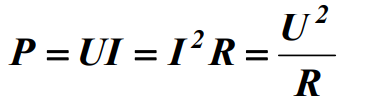 P = UI = I²R = U²/R